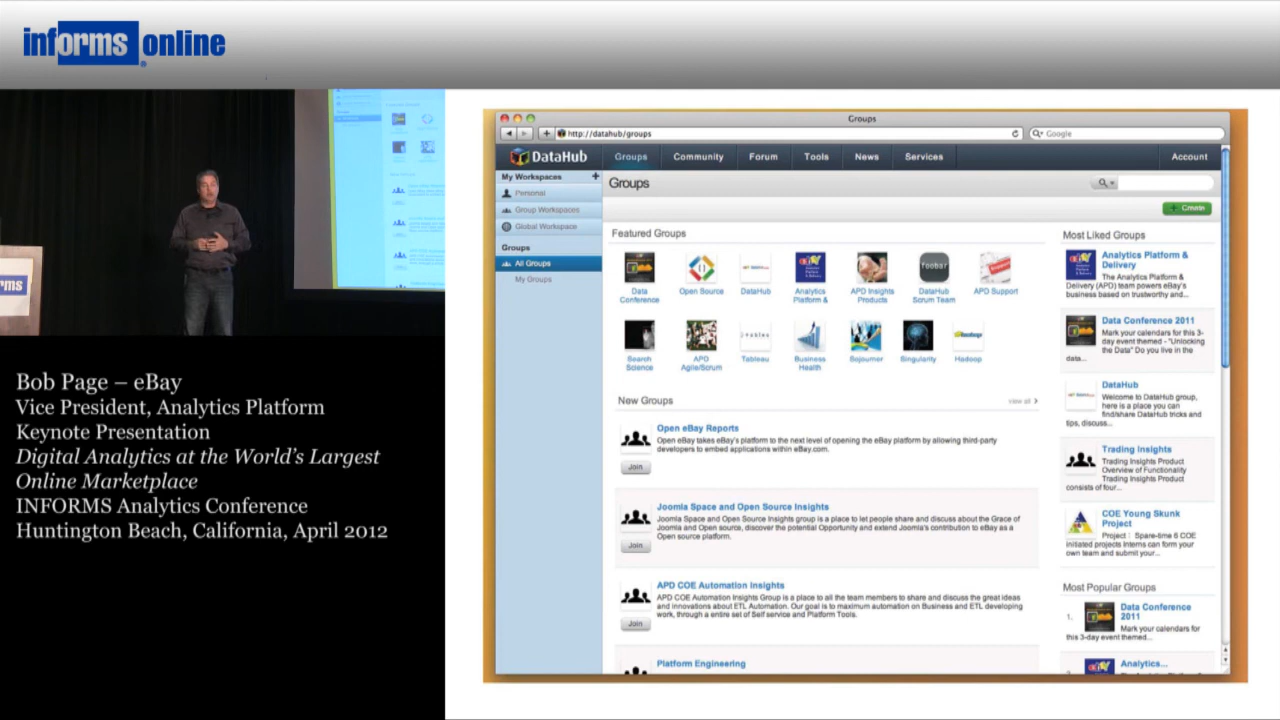 informs online
®
rms
Bob Page – eBay
Vice President, Analytics Platform
Keynote Presentation
Digital Analytics at the World's Largest
Online Marketplace
INFORMS Analytics Conference
Huntington Beach, California, April 2012
Groups
http://datahub/groups
Google
DataHub
Groups
Community
Forum
Tools
News
Services
Account
My Workspaces
+
Personal
Group Workspaces
Global Workspace
Groups
All Groups
My Groups
Groups
+ Create
Featured Groups
Data
Conference
Open Source
DataHub
Analytics
Platform &
APD Insights
Products
Foobar
DataHub
Scrum Team
APD Support
Search
Science
APD
Agile/Scrum
Tableau
Business
Health
Sojourner
Singularity
Hadoop
New Groups
view all
Open eBay Reports
Open eBay takes eBay's platform to the next level of opening the eBay platform by allowing third-party
developers to embed applications within eBay.com.
Join
Joomla Space and Open Source Insights
Joomla Space and Open Source Insights group is a place to let people share and discuss about the Grace of
Joomla and Open source, discover the potential Opportunity and extend Joomla's contribution to eBay as a
Open source platform.
Join
APD COE Automation Insights
APD COE Automation Insights Group is a place to all the team members to share and discuss the great ideas
and innovations about ETL Automation. Our goal is to maximum automation on Business and ETL developing
work, through a entire set of Self service and Platform Tools.
Join
Platform Engineering
Most Liked Groups
Analytics Platform &
Delivery
The Analytics Platform &
Delivery (APD) team powers eBay's
business based on trustworthy and...
Data Conference 2011
Mark your calendars for this 3-
day event themed - "Unlocking
the Data" Do you live in the
data...
DataHub
Welcome to DataHub group,
here is a place you can
find/share DataHub tricks and
tips, discuss...
Trading Insights
Trading Insights Product
Overview of Functionality
Trading Insights Product
consists of four...
COE Young Skunk
Project
Project : Spare-time 6 COE
initiated projects Interns can form your
own team and submit your...
Most Popular Groups
1.
Data Conference
2011
Mark your calendars for
this 3-day event themed...
Analytics...